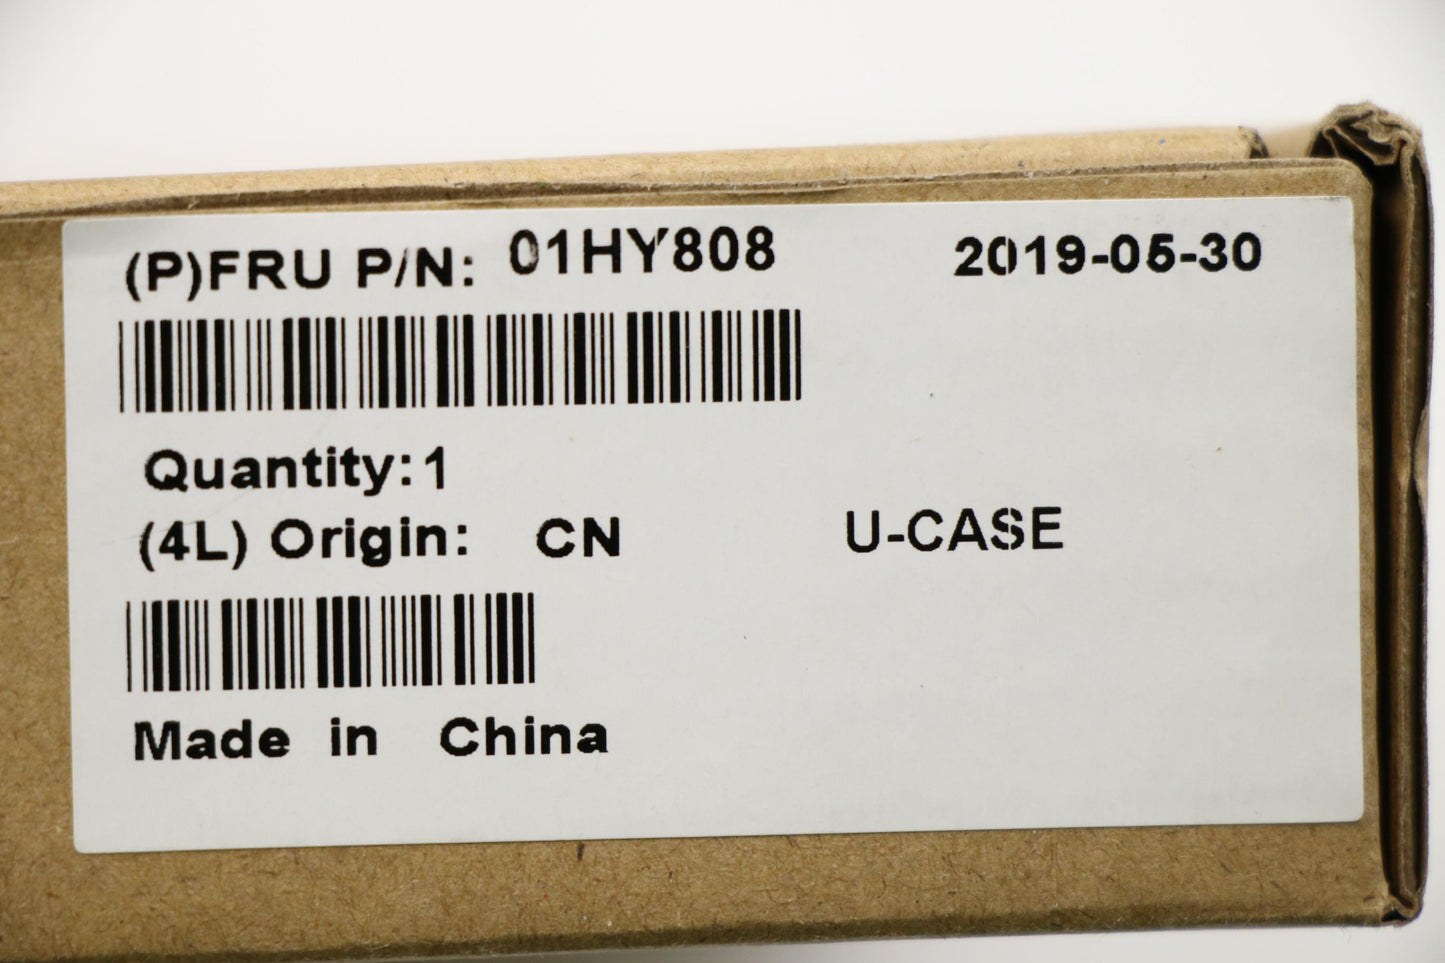 (P)FRU P/N: 01HY808 2019-05-30
Quantity:1
(4L) Origin: CN U-CASE
Made in China